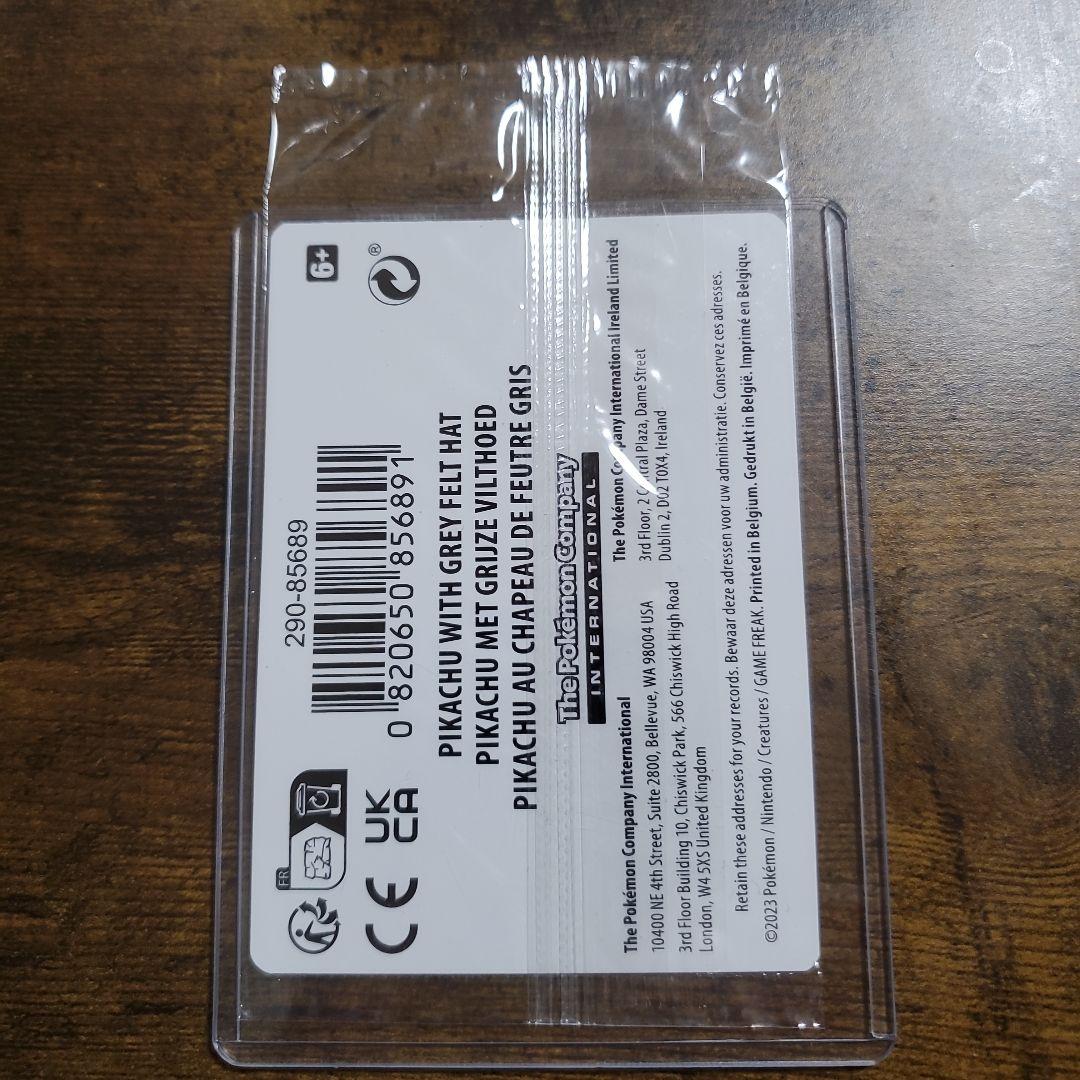 FR
290-85689
0 820650 856891
6+
CE
UK
CA
®
PIKACHU WITH GREY FELT HAT
PIKACHU MET GRIJZE VILTHOED
PIKACHU AU CHAPEAU DE FEUTRE GRIS
The Pokémon Company
INTERNATIONAL
The Pokémon Company International
10400 NE 4th Street, Suite 2800, Bellevue, WA 98004 USA
3rd Floor Building 10, Chiswick Park, 566 Chiswick High Road
London, W4 5XS United Kingdom
The Pokémon Company International Ireland Limited
3rd Floor, 2 Central Plaza, Dame Street
Dublin 2, D02 T0X4, Ireland
Retain these addresses for your records. Bewaar deze adressen voor uw administratie. Conservez ces adresses.
©2023 Pokémon / Nintendo / Creatures / GAME FREAK. Printed in Belgium. Gedrukt in België. Imprimé en Belgique.